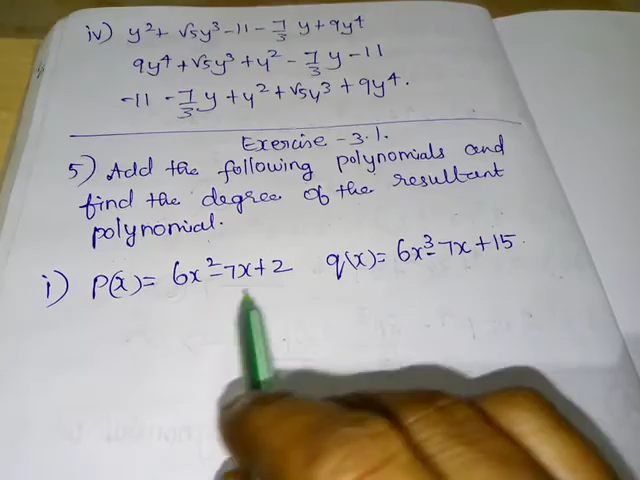 iv) y² + √5y³ - 11 - 7/3 y + 9y⁴
9y⁴ + √5y³ + y² - 7/3 y - 11
-11 - 7/3 y + y² + √5y³ + 9y⁴.
Exercise - 3.1.
5) Add the following polynomials and
find the degree of the resultant
polynomial.
i) P(x) = 6x² - 7x + 2 q(x) = 6x³ - 7x + 15.